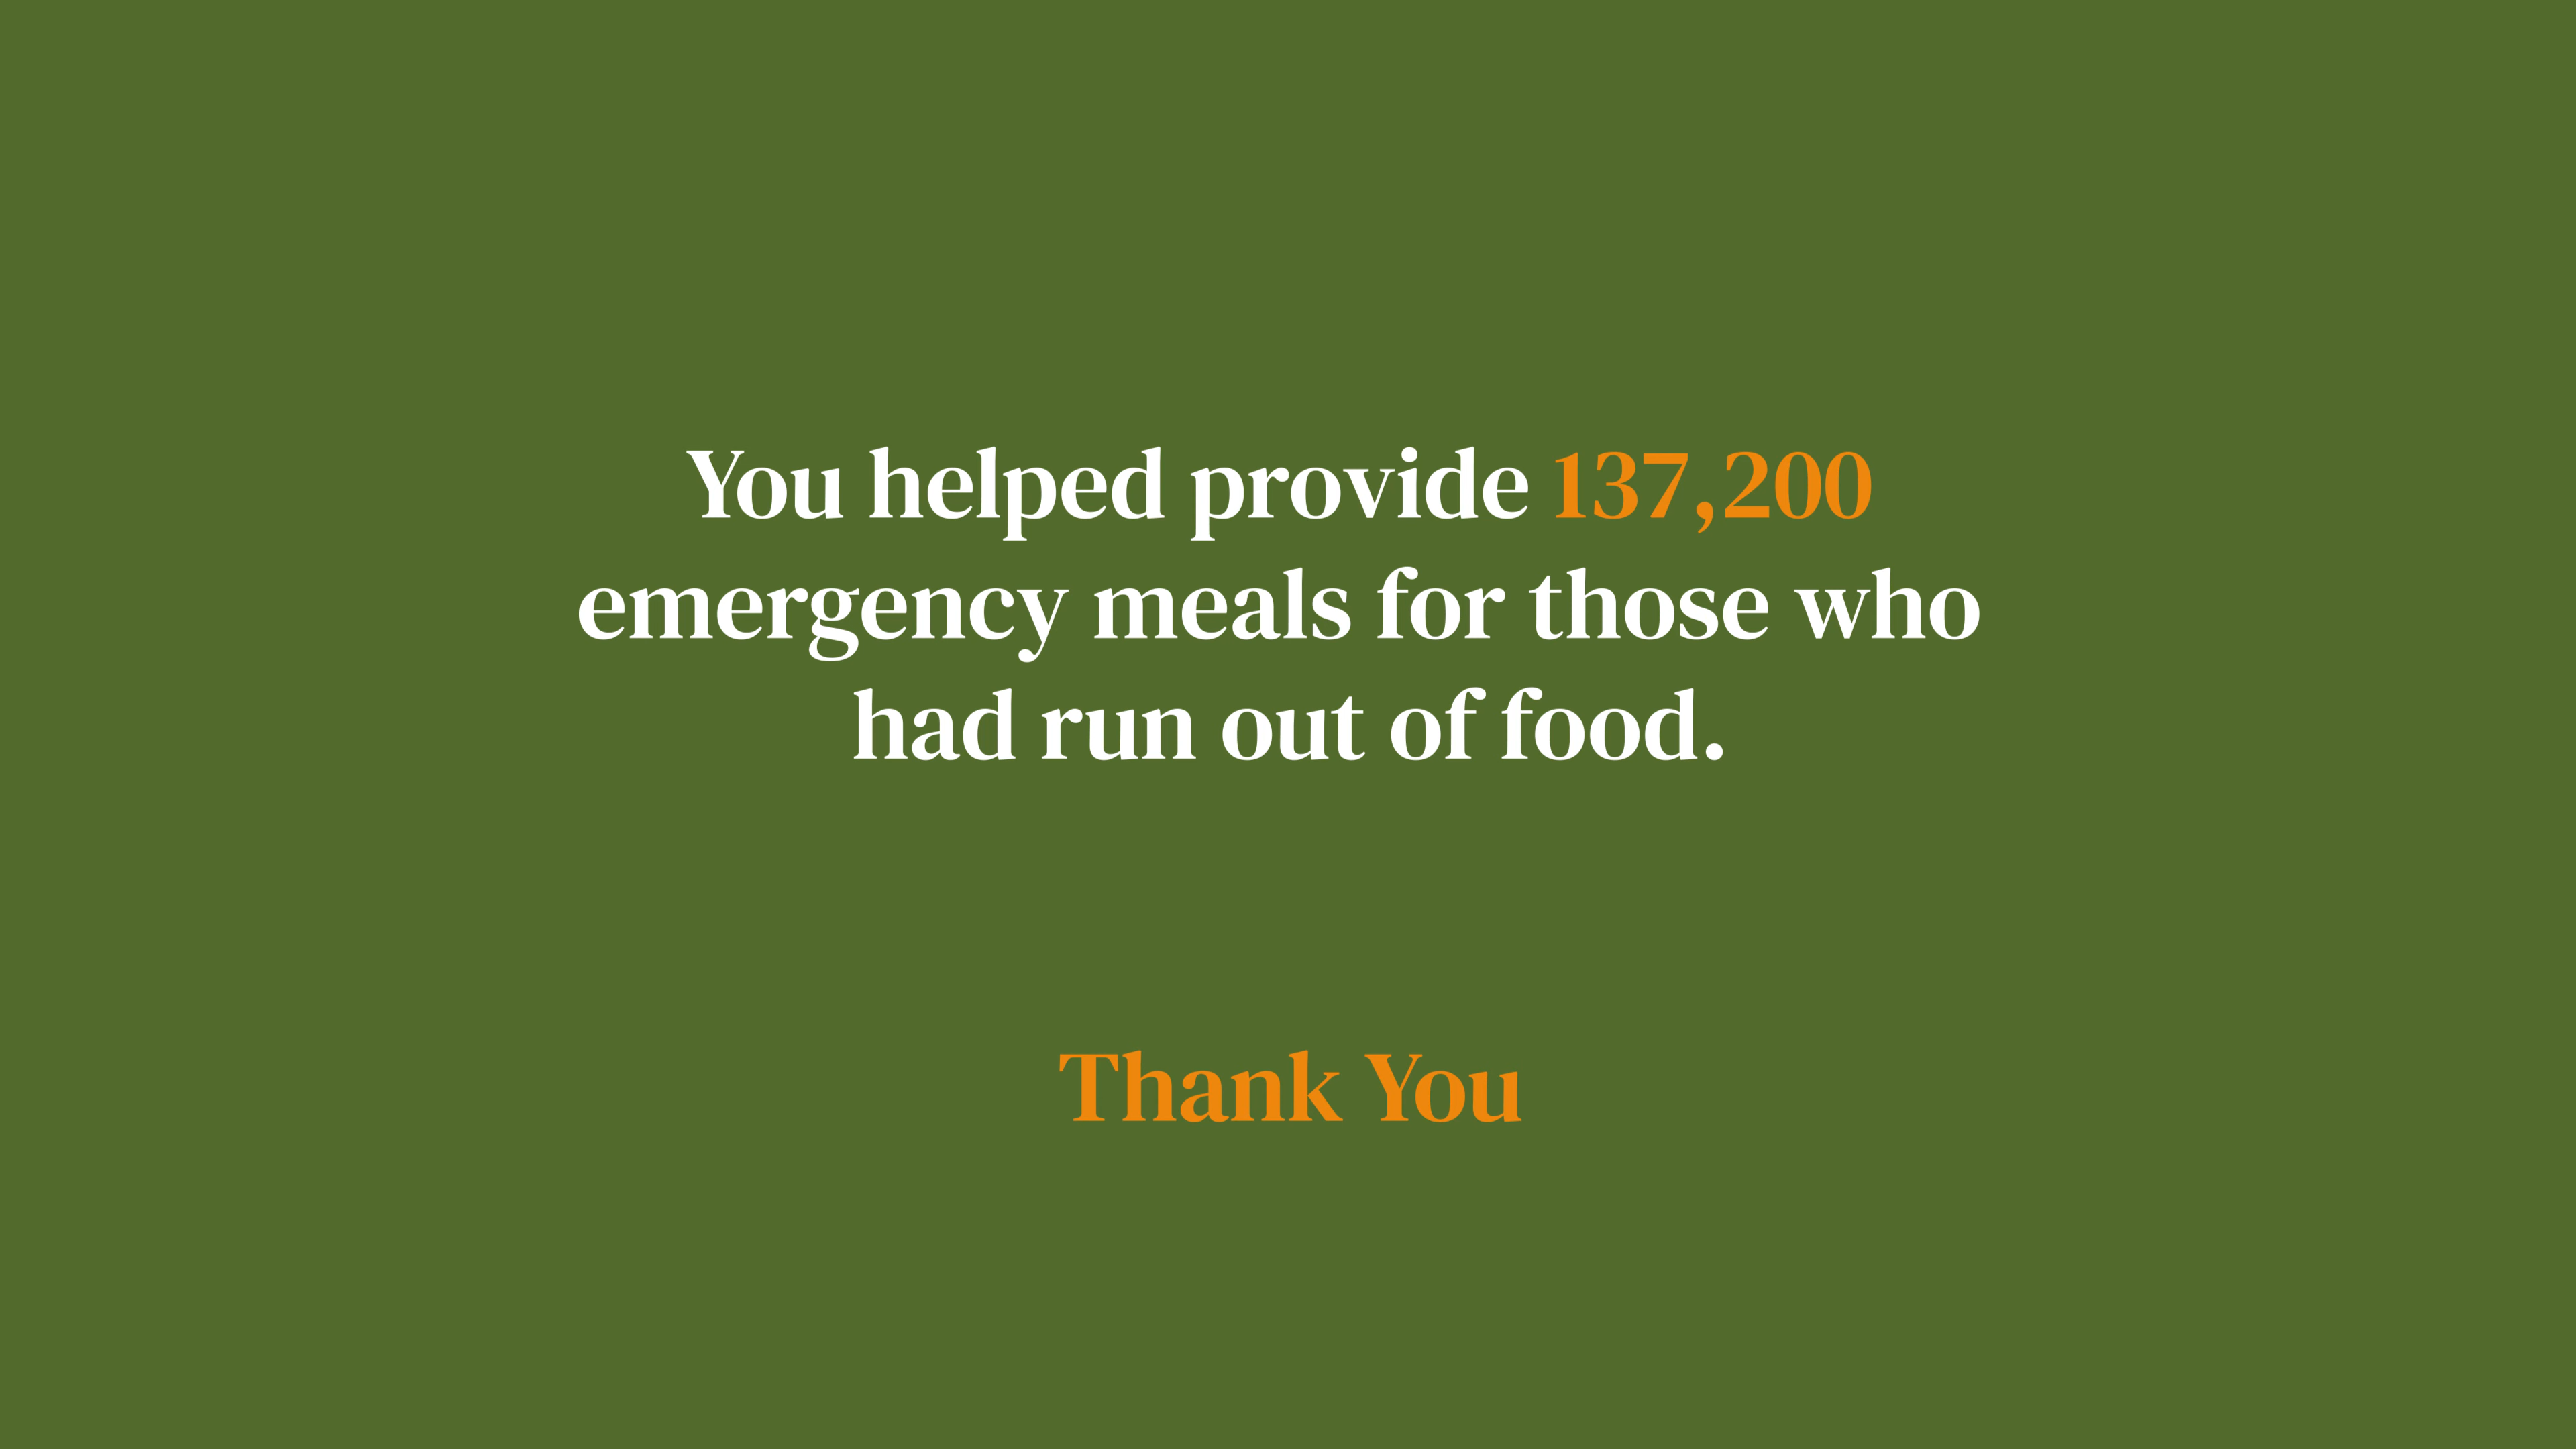 You helped provide 137,200
emergency meals for those who
had run out of food.
Thank You